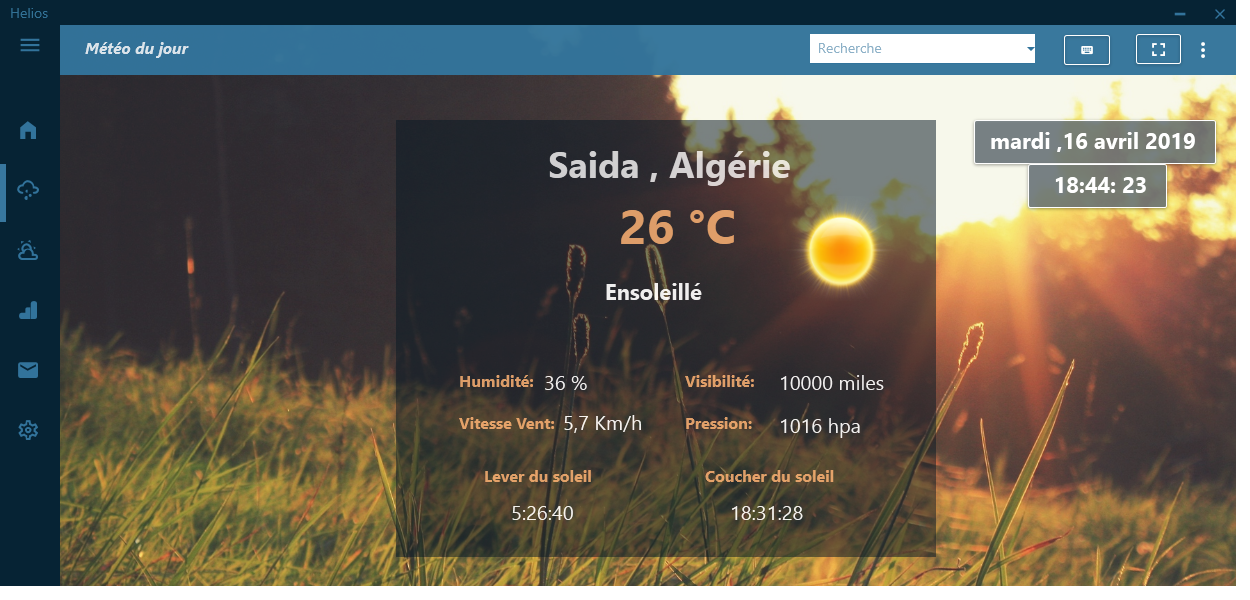 Helios
Météo du jour
Recherche
mardi ,16 avril 2019
18:44: 23
Saida , Algérie
26 °C
Ensoleillé
Humidité: 36 % Visibilité: 10000 miles
Vitesse Vent: 5,7 Km/h Pression: 1016 hpa
Lever du soleil Coucher du soleil
5:26:40 18:31:28